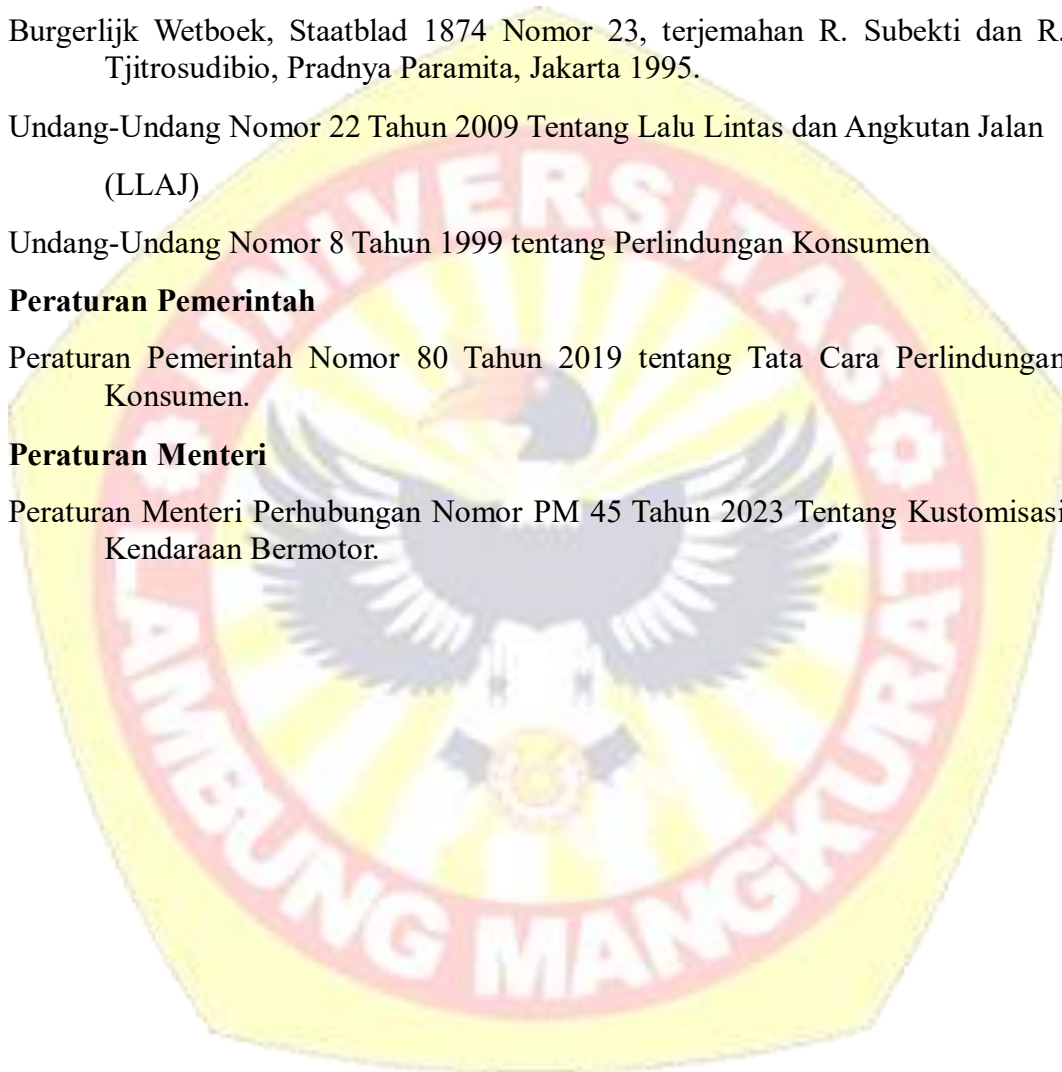 Burgerlijk Wetboek, Staatblad 1874 Nomor 23, terjemahan R. Subekti dan R.
Tjitrosudibio, Pradnya Paramita, Jakarta 1995.
Undang-Undang Nomor 22 Tahun 2009 Tentang Lalu Lintas dan Angkutan Jalan
(LLAJ)
Undang-Undang Nomor 8 Tahun 1999 tentang Perlindungan Konsumen
Peraturan Pemerintah
Peraturan Pemerintah Nomor 80 Tahun 2019 tentang Tata Cara Perlindungan
Konsumen.
Peraturan Menteri
Peraturan Menteri Perhubungan Nomor PM 45 Tahun 2023 Tentang Kustomisasi
Kendaraan Bermotor.
UNIVERSITAS
LAMBUNG MANGKURAT